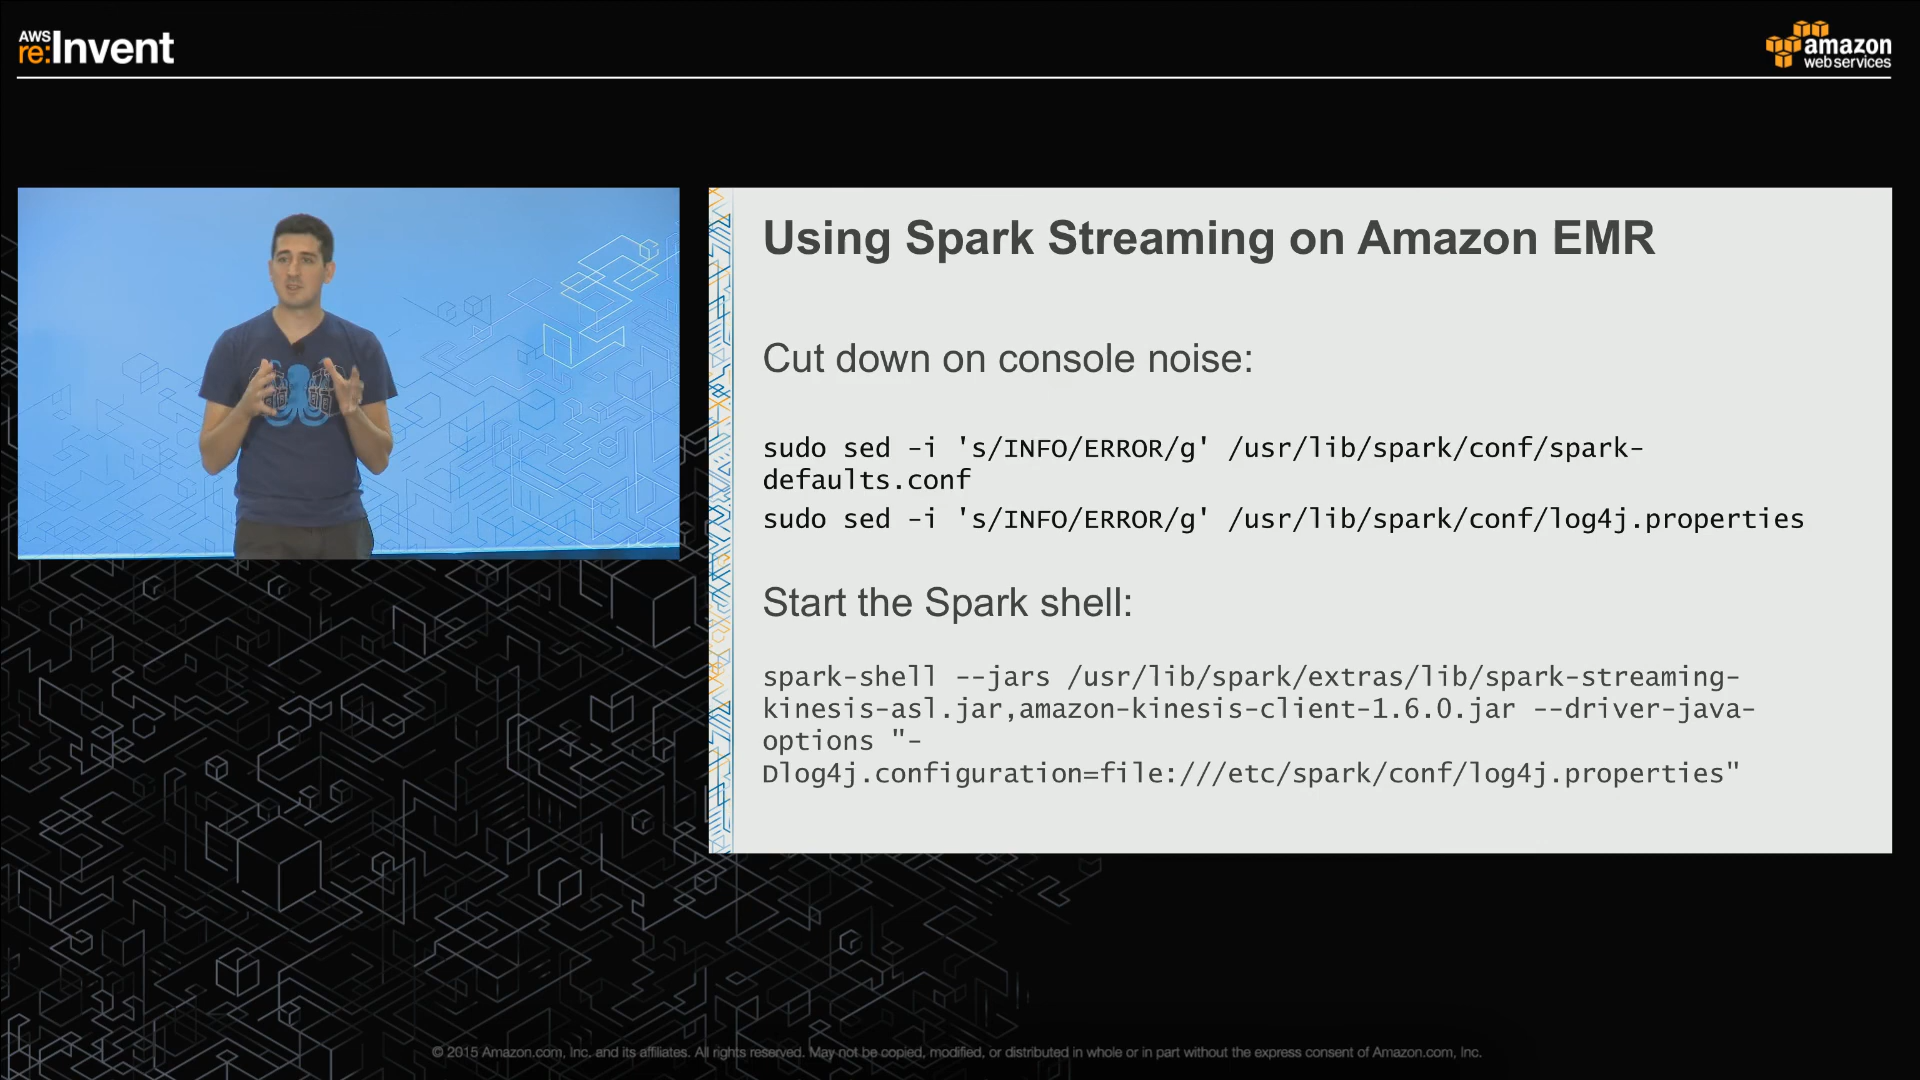 AWS
re:Invent
amazon
web services
Using Spark Streaming on Amazon EMR
Cut down on console noise:
sudo sed -i 's/INFO/ERROR/g' /usr/lib/spark/conf/spark-
defaults.conf
sudo sed -i 's/INFO/ERROR/g' /usr/lib/spark/conf/log4j.properties
Start the Spark shell:
spark-shell --jars /usr/lib/spark/extras/lib/spark-streaming-
kinesis-asl.jar,amazon-kinesis-client-1.6.0.jar --driver-java-
options "-
Dlog4j.configuration=file:///etc/spark/conf/log4j.properties"
© 2015 Amazon.com, Inc. and its affiliates. All rights reserved. May not be copied, modified, or distributed in whole or in part without the express consent of Amazon.com, Inc.